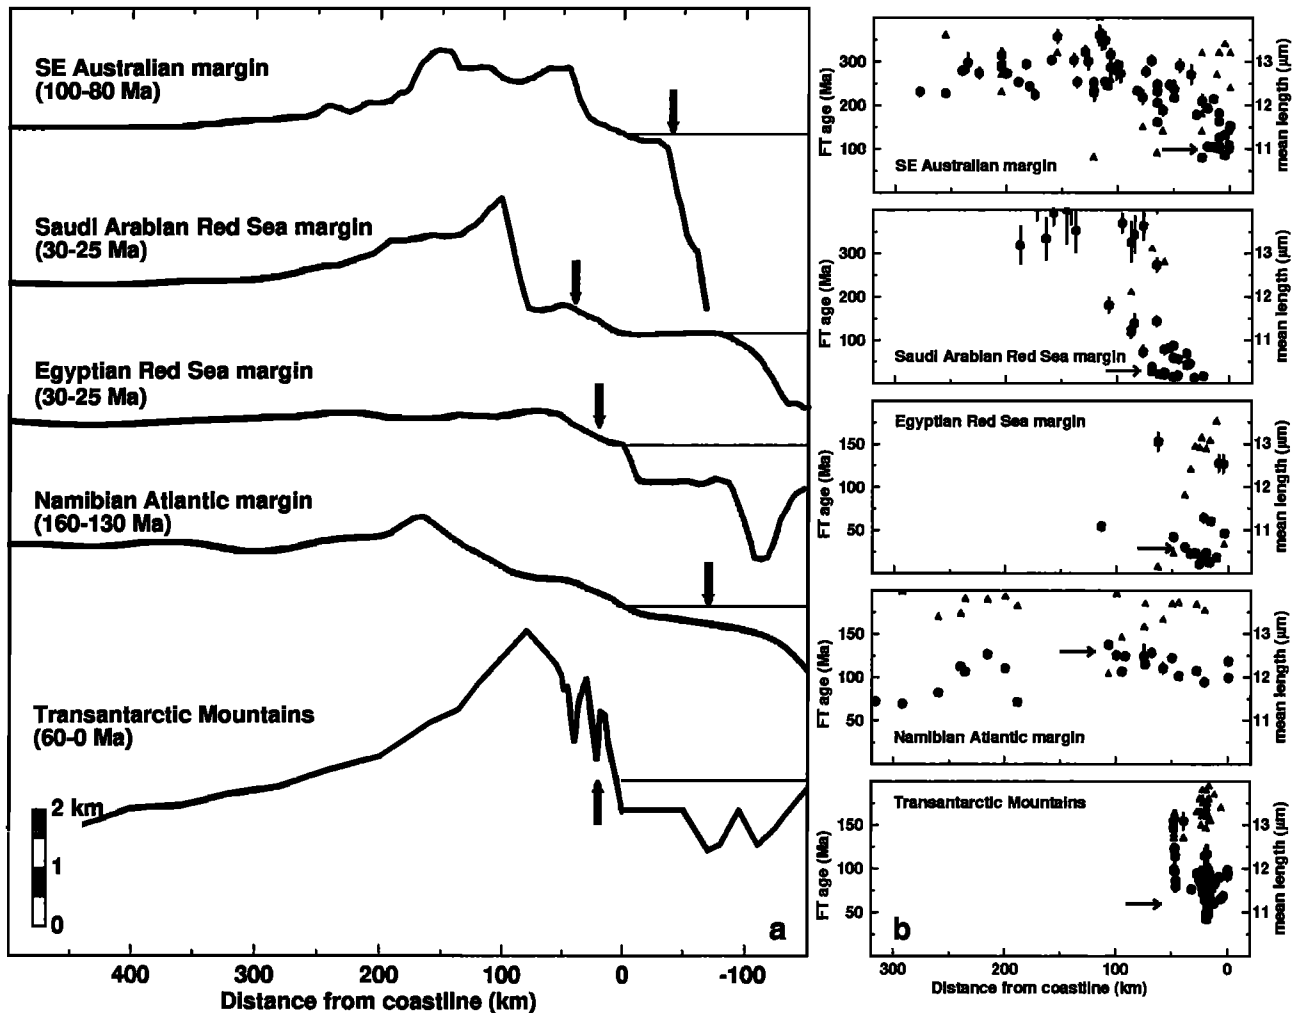 SE Australian margin
(100-80 Ma)
Saudi Arabian Red Sea margin
(30-25 Ma)
Egyptian Red Sea margin
(30-25 Ma)
Namibian Atlantic margin
(160-130 Ma)
Transantarctic Mountains
(60-0 Ma)
2 km
1
0
a
400 300 200 100 0 -100
Distance from coastline (km)
300
200
100
FT age (Ma)
13
12
11
mean length (µm)
SE Australian margin
300
200
100
FT age (Ma)
13
12
11
mean length (µm)
Saudi Arabian Red Sea margin
150
100
50
FT age (Ma)
13
12
11
mean length (µm)
Egyptian Red Sea margin
150
100
50
FT age (Ma)
13
12
11
mean length (µm)
Namibian Atlantic margin
150
100
50
FT age (Ma)
13
12
11
mean length (µm)
Transantarctic Mountains
b
300 200 100 0
Distance from coastline (km)